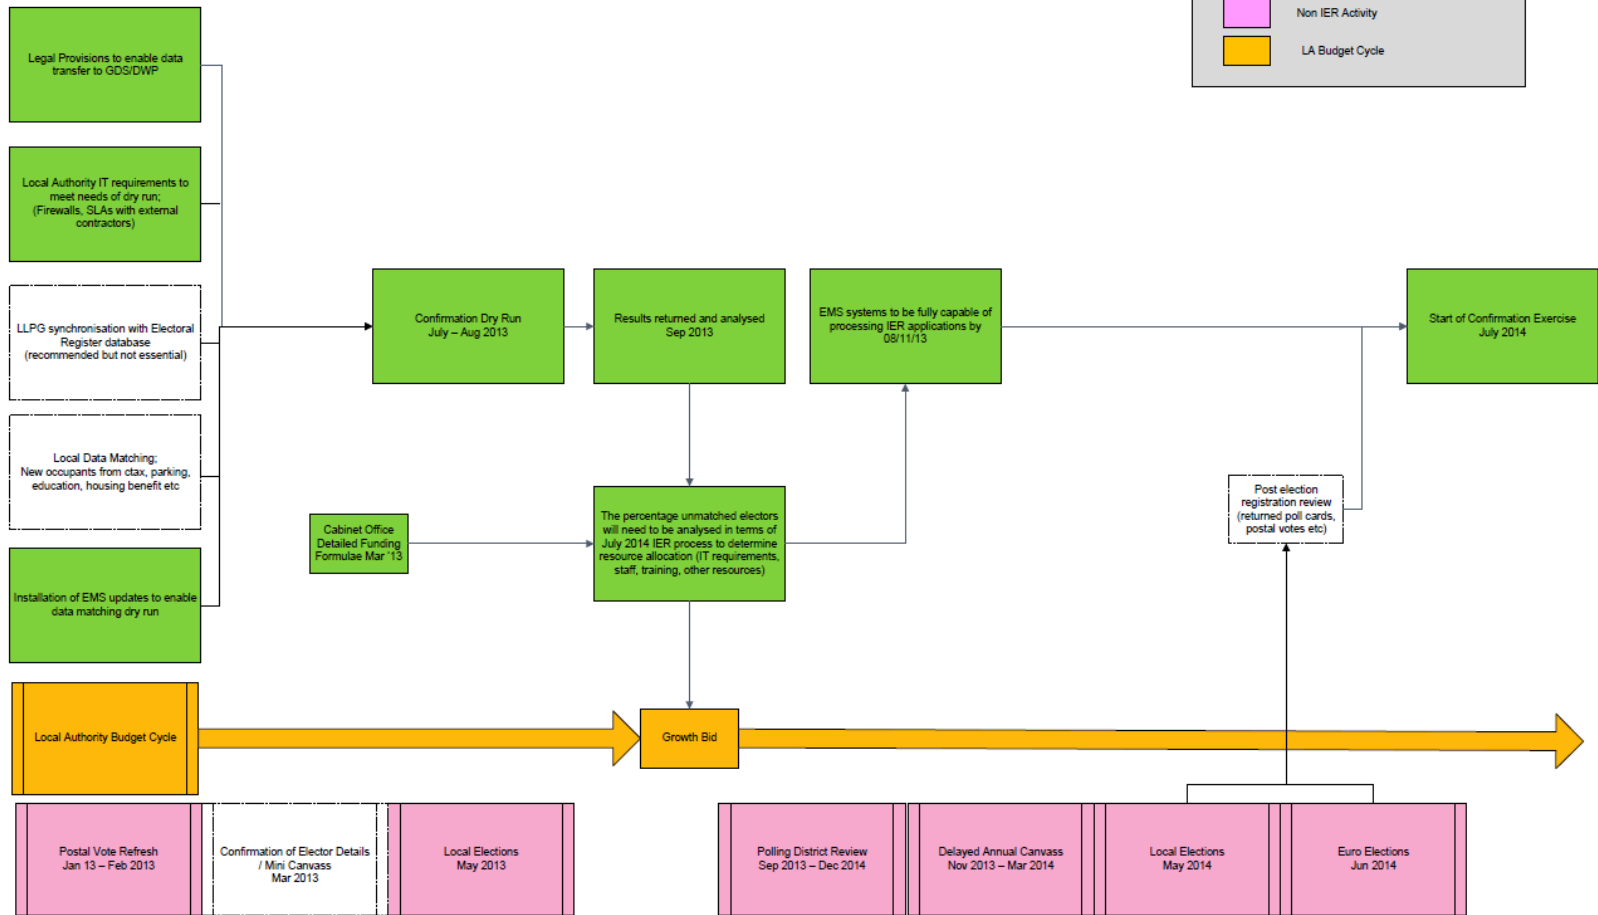 Non IER Activity
LA Budget Cycle
Legal Provisions to enable data
transfer to GDS/DWP
Local Authority IT requirements to
meet needs of dry run;
(Firewalls, SLAs with external
contractors)
LLPG synchronisation with Electoral
Register database
(recommended but not essential)
Local Data Matching;
New occupants from ctax, parking,
education, housing benefit etc
Installation of EMS updates to enable
data matching dry run
Confirmation Dry Run
July – Aug 2013
Results returned and analysed
Sep 2013
EMS systems to be fully capable of
processing IER applications by
08/11/13
Start of Confirmation Exercise
July 2014
Cabinet Office
Detailed Funding
Formulae Mar '13
The percentage unmatched electors
will need to be analysed in terms of
July 2014 IER process to determine
resource allocation (IT requirements,
staff, training, other resources)
Post election
registration review
(returned poll cards,
postal votes etc)
Local Authority Budget Cycle
Growth Bid
Postal Vote Refresh
Jan 13 – Feb 2013
Confirmation of Elector Details
/ Mini Canvass
Mar 2013
Local Elections
May 2013
Polling District Review
Sep 2013 – Dec 2014
Delayed Annual Canvass
Nov 2013 – Mar 2014
Local Elections
May 2014
Euro Elections
Jun 2014